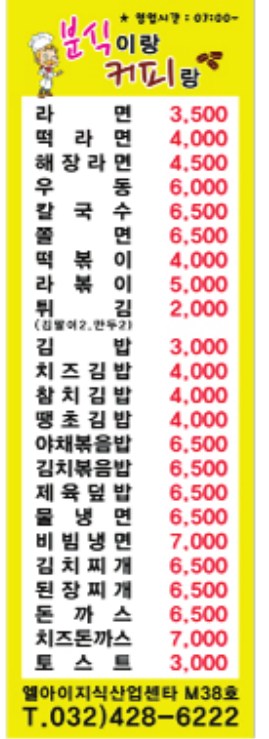 ★ 영업시간 : 07:00~
분식이랑
커피랑
라면 3,500
떡라면 4,000
해장라면 4,500
우동 6,000
칼국수 6,500
쫄면 6,500
떡볶이 4,000
라볶이 5,000
튀김 2,000
(김말이2,만두2)
김밥 3,000
치즈김밥 4,000
참치김밥 4,000
땡초김밥 4,000
야채볶음밥 6,500
김치볶음밥 6,500
제육덮밥 6,500
물냉면 6,500
비빔냉면 7,000
김치찌개 6,500
된장찌개 6,500
돈까스 6,500
치즈돈까스 7,000
토스트 3,000
엘아이지식산업센타 M38호
T.032)428-6222